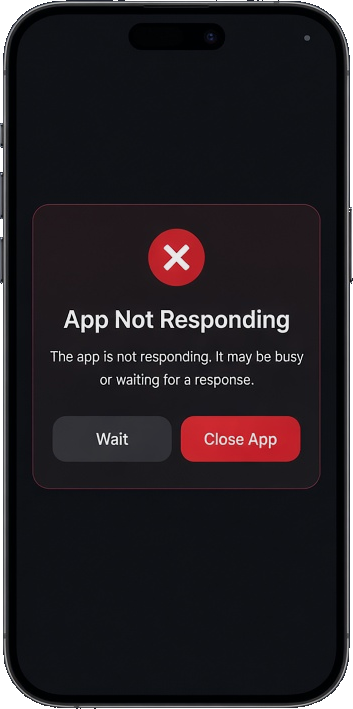 App Not Responding
The app is not responding. It may be busy
or waiting for a response.
Wait
Close App